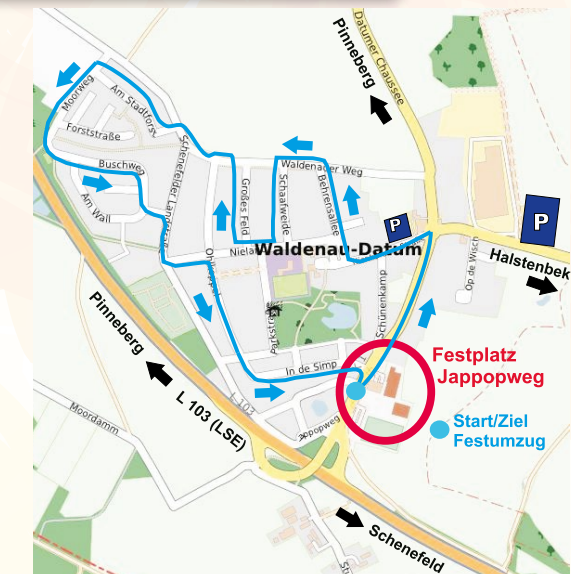 Pinneberg
Datumer Chaussee
Moorweg
Am Stadtforst
Forststraße
Schenefelder Landstraße
Buschweg
Am Wall
Waldenauer Weg
Großes Feld
Schaafweide
Behrensallee
P
P
Waldenau-Datum
Halstenbek
Op de Wisch
Schünenkamp
Parkstraße
Pinneberg
In de Simp
Festplatz
Jappopweg
L 103
L 103 (LSE)
Moordamm
Jappopweg
Start/Ziel
Festumzug
Schenefeld